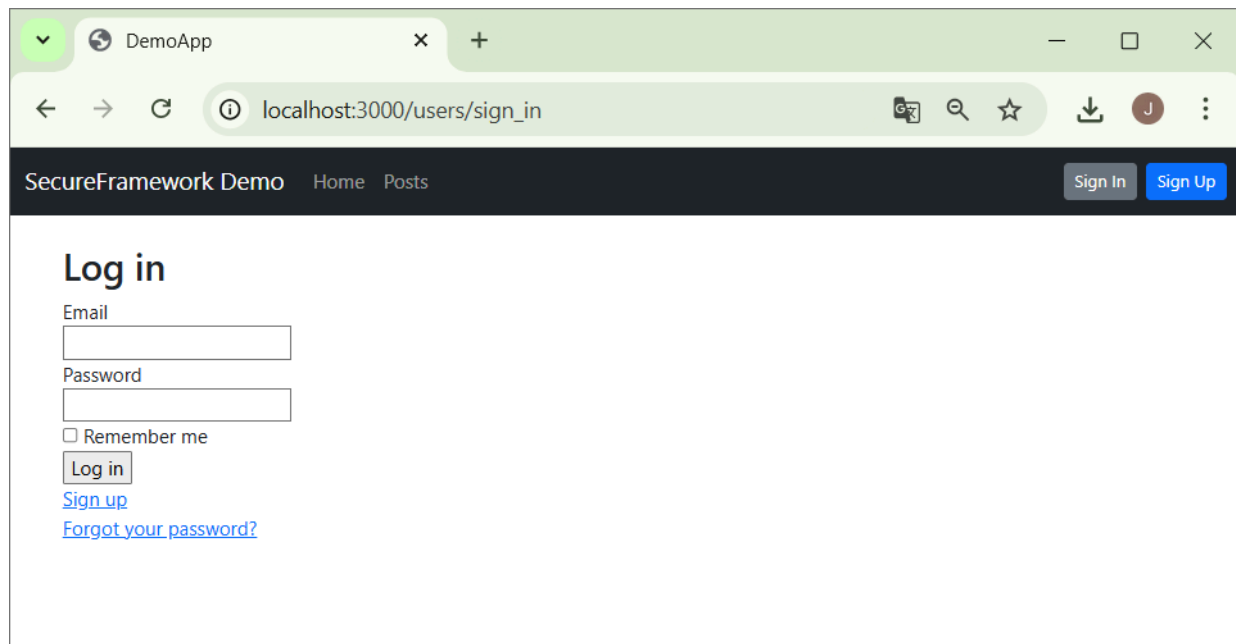 DemoApp
localhost:3000/users/sign_in
J
SecureFramework Demo Home Posts Sign In Sign Up
Log in
Email
Password
Remember me
Log in
Sign up
Forgot your password?